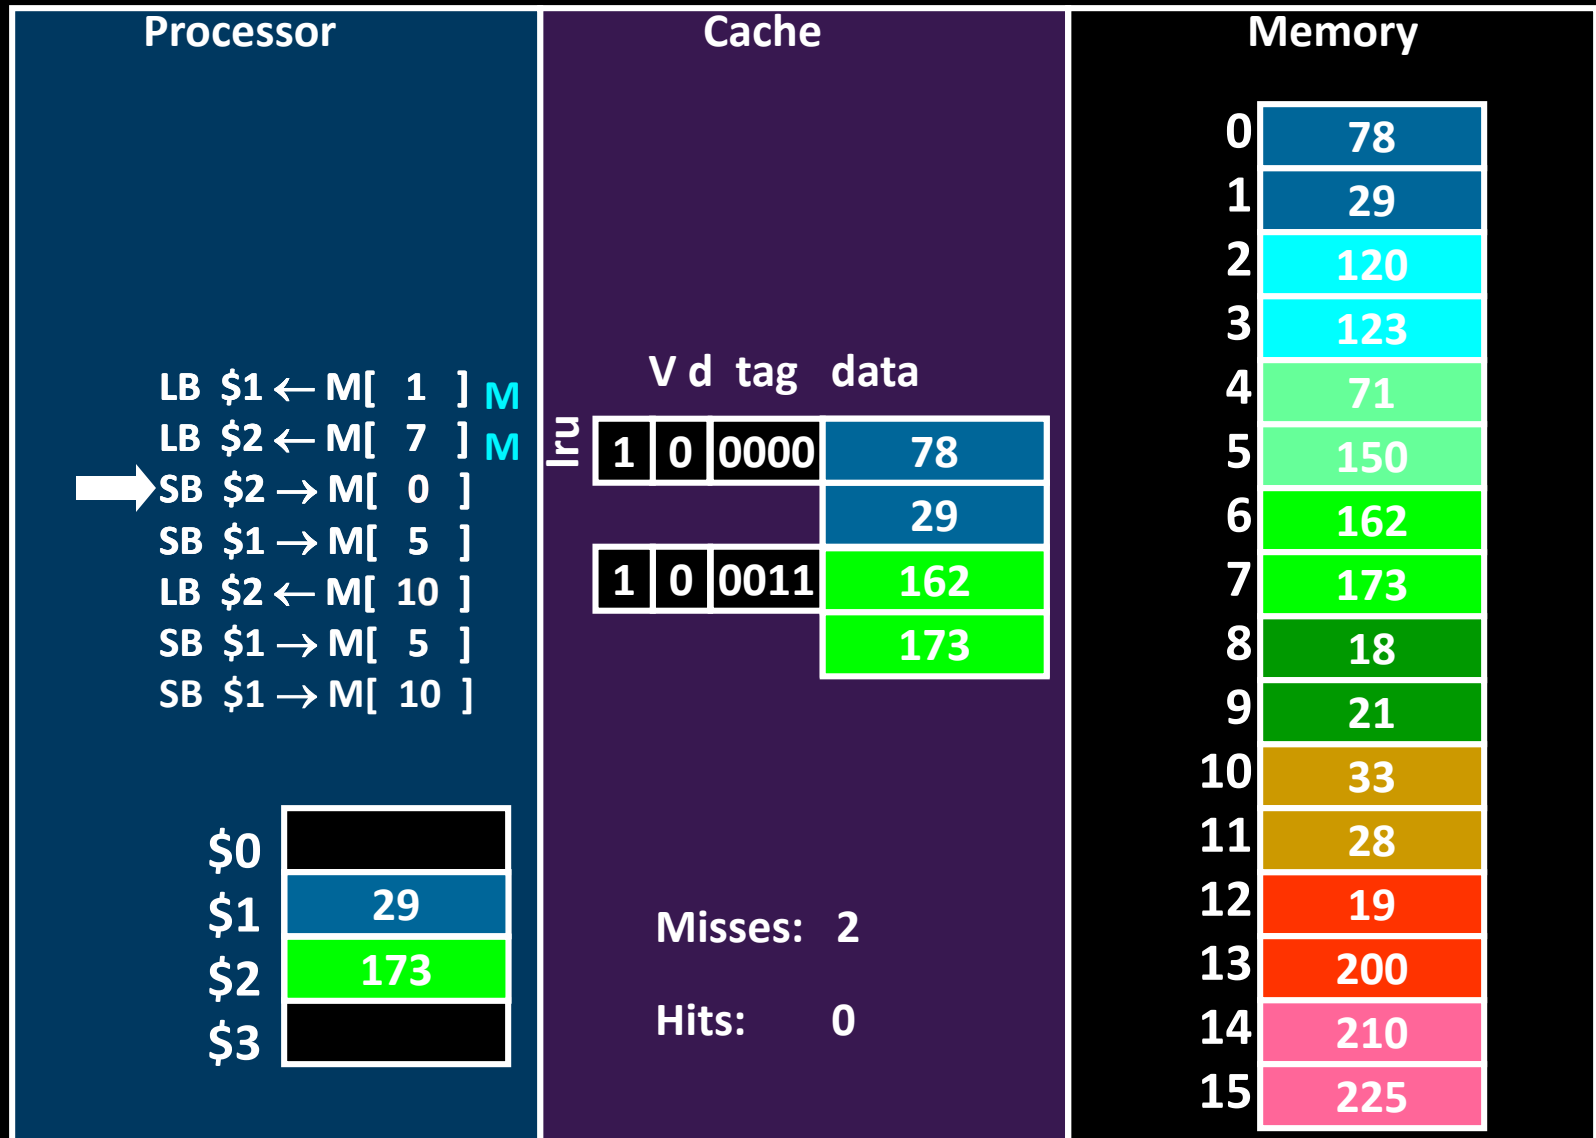 Processor
LB $1 ← M[ 1 ] M
LB $2 ← M[ 7 ] M
SB $2 → M[ 0 ]
SB $1 → M[ 5 ]
LB $2 ← M[ 10 ]
SB $1 → M[ 5 ]
SB $1 → M[ 10 ]
$0
$1 29
$2 173
$3
Cache
V d tag data
lru 1 0 0000 78
29
1 0 0011 162
173
Misses: 2
Hits: 0
Memory
0 78
1 29
2 120
3 123
4 71
5 150
6 162
7 173
8 18
9 21
10 33
11 28
12 19
13 200
14 210
15 225